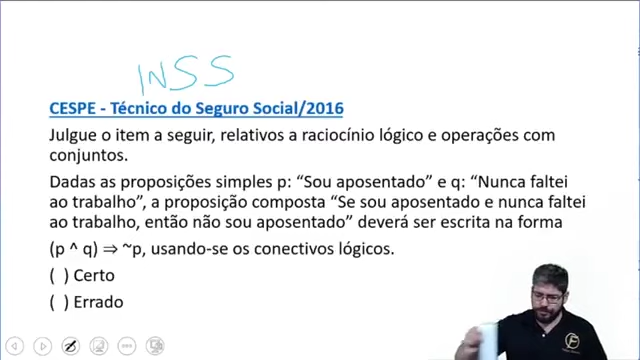 INSS
CESPE - Técnico do Seguro Social/2016
Julgue o item a seguir, relativos a raciocínio lógico e operações com
conjuntos.
Dadas as proposições simples p: “Sou aposentado” e q: “Nunca faltei
ao trabalho”, a proposição composta “Se sou aposentado e nunca faltei
ao trabalho, então não sou aposentado” deverá ser escrita na forma
(p ^ q) ⇒ ~p, usando-se os conectivos lógicos.
( ) Certo
( ) Errado